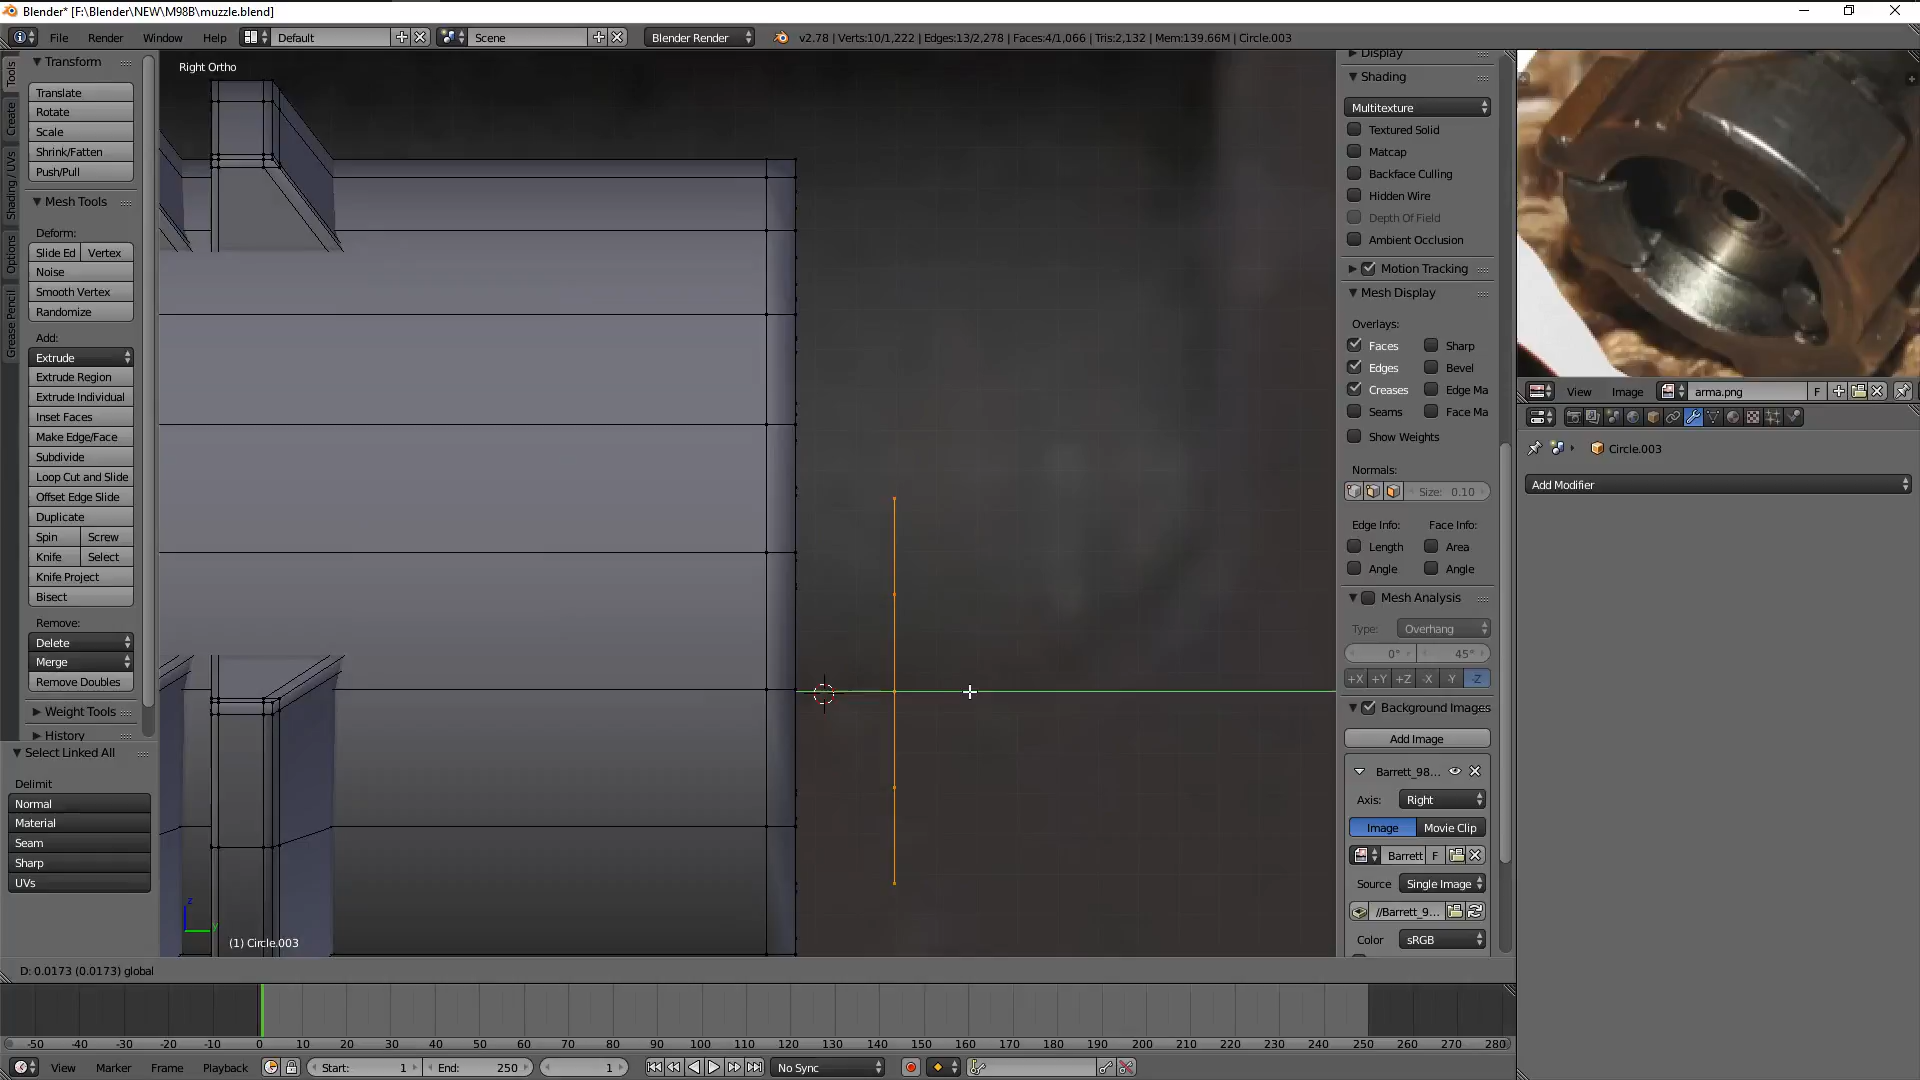 Blender* [F:\Blender\NEW\M98B\muzzle.blend]
File Render Window Help Default Scene Blender Render v2.78 | Verts:10/1,222 | Edges:13/2,278 | Faces:4/1,066 | Tris:2,132 | Mem:139.66M | Circle.003
Tools
Create
Shading / UVs
Options
Grease Pencil
Transform
Translate
Rotate
Scale
Shrink/Fatten
Push/Pull
Mesh Tools
Deform:
Slide Ed Vertex
Noise
Smooth Vertex
Randomize
Add:
Extrude
Extrude Region
Extrude Individual
Inset Faces
Make Edge/Face
Subdivide
Loop Cut and Slide
Offset Edge Slide
Duplicate
Spin Screw
Knife Select
Knife Project
Bisect
Remove:
Delete
Merge
Remove Doubles
Weight Tools
History
Select Linked All
Delimit
Normal
Material
Seam
Sharp
UVs
Right Ortho
z
y
(1) Circle.003
D: 0.0173 (0.0173) global
Display
Shading
Multitexture
Textured Solid
Matcap
Backface Culling
Hidden Wire
Depth Of Field
Ambient Occlusion
Motion Tracking
Mesh Display
Overlays:
Faces Sharp
Edges Bevel
Creases Edge Ma
Seams Face Ma
Show Weights
Normals:
Size: 0.10
Edge Info: Face Info:
Length Area
Angle Angle
Mesh Analysis
Type: Overhang
0° 45°
+X +Y +Z -X -Y -Z
Background Images
Add Image
Barrett_98...
Axis: Right
Image Movie Clip
Barrett F
Source Single Image
//Barrett_9...
Color sRGB
View Image arma.png F
Circle.003
Add Modifier
-50 -40 -30 -20 -10 0 10 20 30 40 50 60 70 80 90 100 110 120 130 140 150 160 170 180 190 200 210 220 230 240 250 260 270 280
View Marker Frame Playback Start: 1 End: 250 1 No Sync